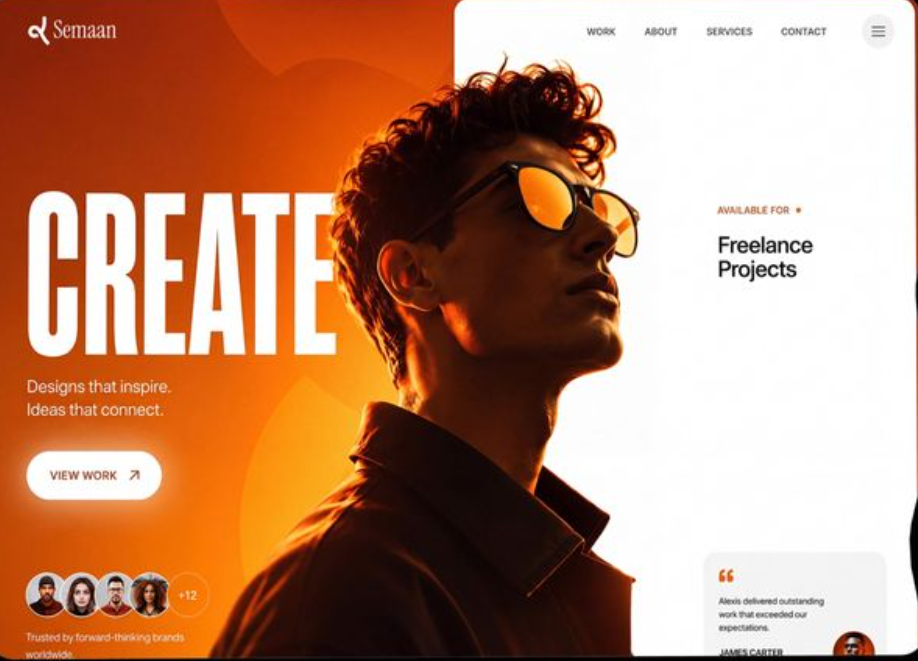 Semaan
WORK ABOUT SERVICES CONTACT
CREATE
Designs that inspire.
Ideas that connect.
VIEW WORK
+12
Trusted by forward-thinking brands
worldwide.
AVAILABLE FOR
Freelance
Projects
“
Alexis delivered outstanding
work that exceeded our
expectations.
JAMES CARTER